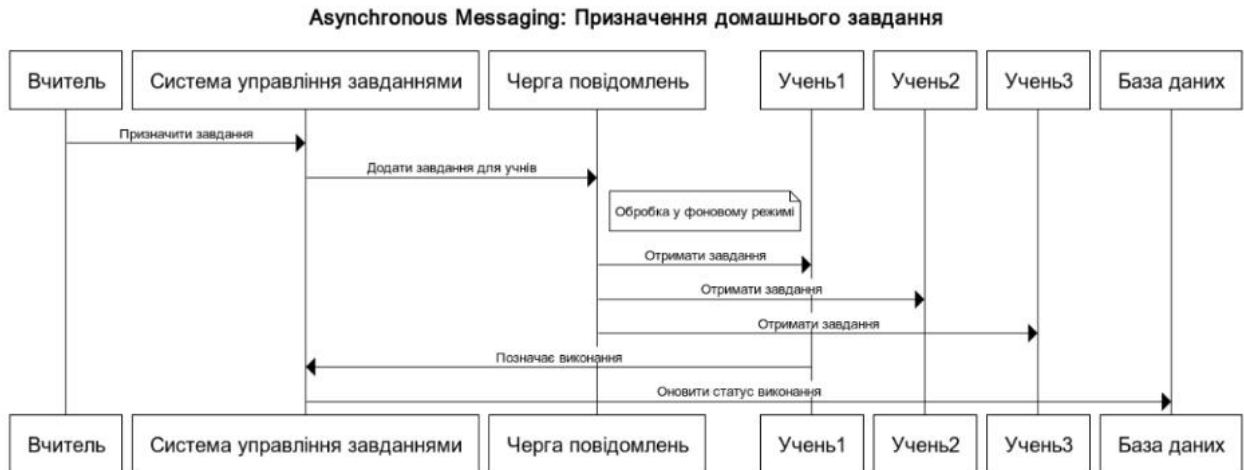 Asynchronous Messaging: Призначення домашнього завдання
Вчитель Система управління завданнями Черга повідомлень Учень1 Учень2 Учень3 База даних
Призначити завдання
Додати завдання для учнів
Обробка у фоновому режимі
Отримати завдання
Отримати завдання
Отримати завдання
Позначає виконання
Оновити статус виконання
Вчитель Система управління завданнями Черга повідомлень Учень1 Учень2 Учень3 База даних